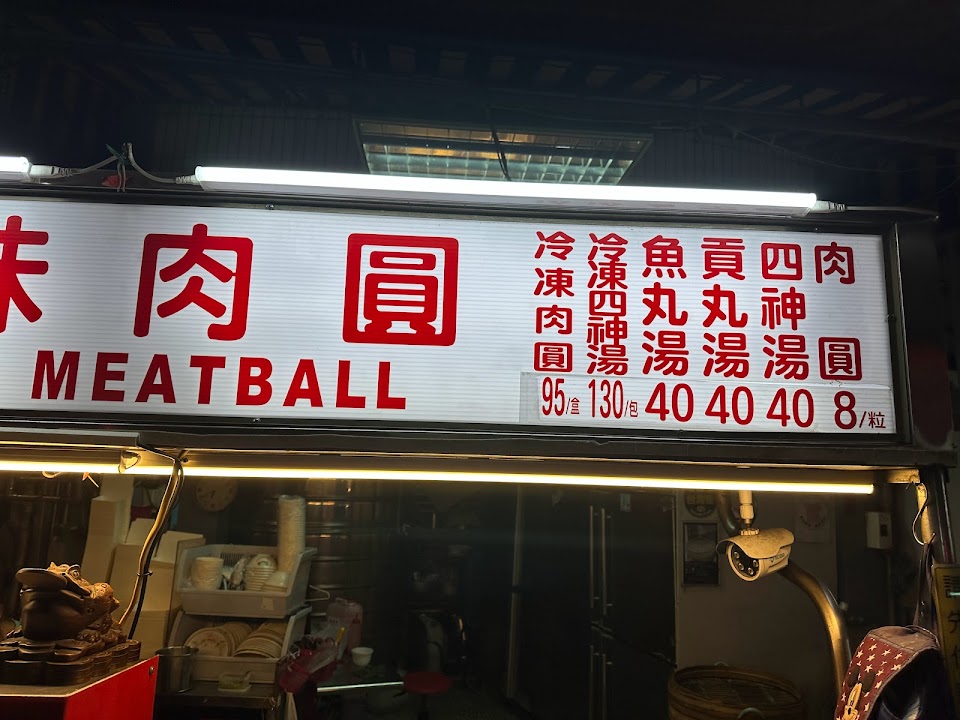 味肉圓
MEATBALL
肉圓 8/粒
四神湯 40
貢丸湯 40
魚丸湯 40
冷凍四神湯 130/包
冷凍肉圓 95/盒